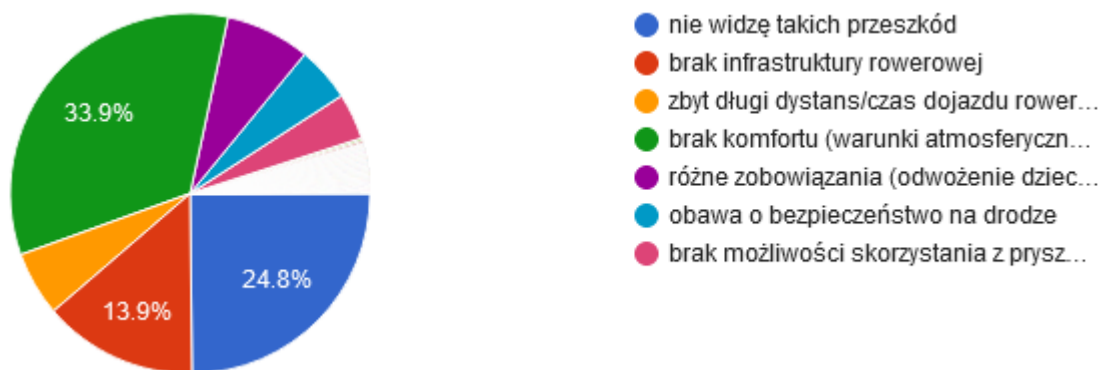 33.9%
13.9%
24.8%
nie widzę takich przeszkód
brak infrastruktury rowerowej
zbyt długi dystans/czas dojazdu rower...
brak komfortu (warunki atmosferyczn...
różne zobowiązania (odwożenie dziec...
obawa o bezpieczeństwo na drodze
brak możliwości skorzystania z prysz...